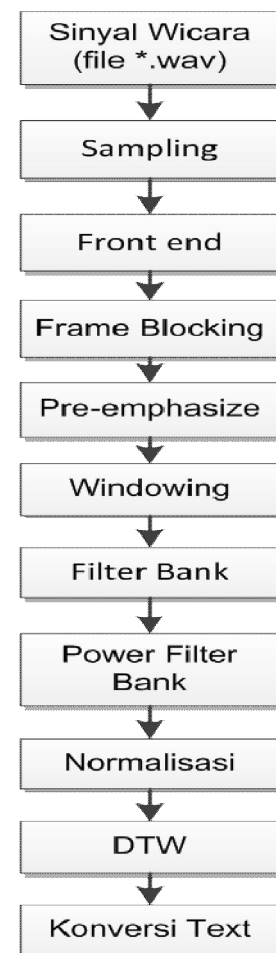 Sinyal Wicara
(file *.wav)
Sampling
Front end
Frame Blocking
Pre-emphasize
Windowing
Filter Bank
Power Filter
Bank
Normalisasi
DTW
Konversi Text